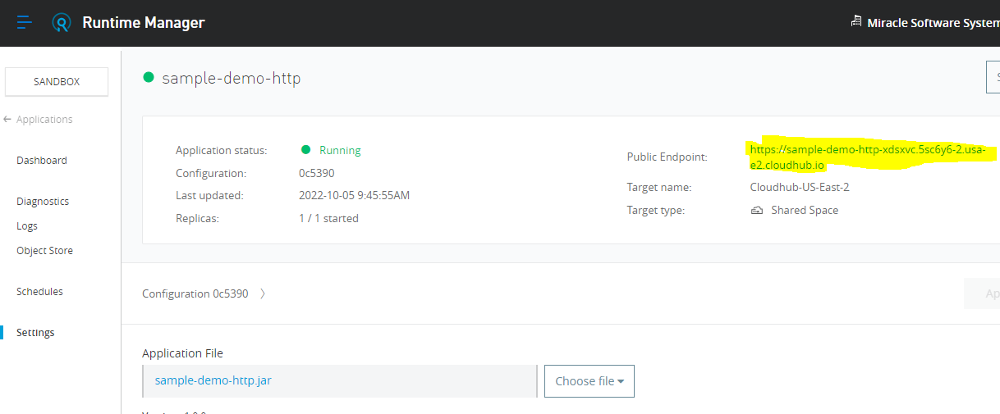 Runtime Manager
Miracle Software System
SANDBOX
Applications
Dashboard
Diagnostics
Logs
Object Store
Schedules
Settings
sample-demo-http
S
Application status: Running
Configuration: 0c5390
Last updated: 2022-10-05 9:45:55AM
Replicas: 1 / 1 started
Public Endpoint: https://sample-demo-http-xdsxvc.5sc6y6-2.usa-
e2.cloudhub.io
Target name: Cloudhub-US-East-2
Target type: Shared Space
Configuration 0c5390
Ap
Application File
sample-demo-http.jar
Choose file